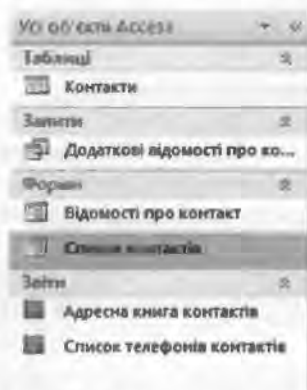 Усі об'єкти Access
Таблиці
Контакти
Запити
Додаткові відомості про ко...
Форми
Відомості про контакт
Список контактів
Звіти
Адресна книга контактів
Список телефонів контактів